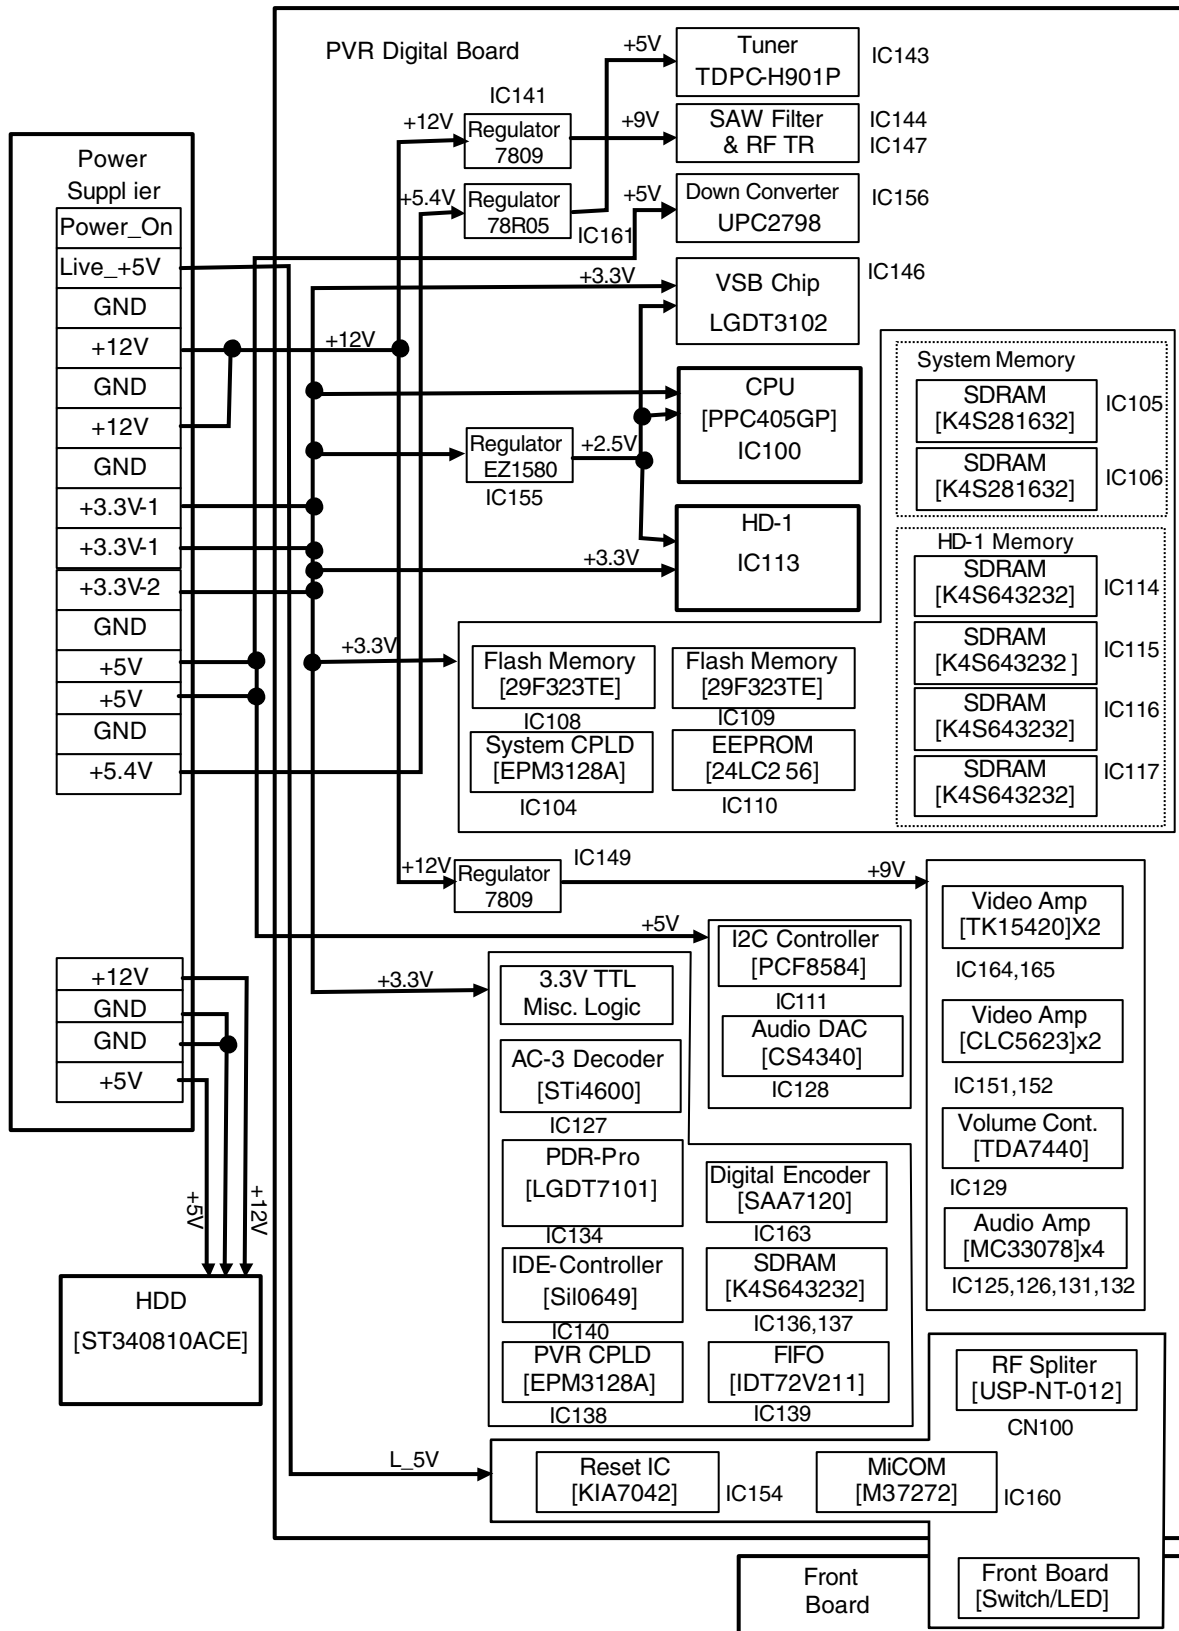 PVR Digital Board
+5V
Tuner
TDPC-H901P
IC143
IC141
+12V
Regulator
7809
+9V
SAW Filter
& RF TR
IC144
IC147
Power
Suppl ier
+5.4V
Regulator
78R05
IC161
+5V
Down Converter
UPC2798
IC156
Power_On
Live_+5V
GND
+12V
GND
+12V
GND
+3.3V-1
+3.3V-1
+3.3V-2
GND
+5V
+5V
GND
+5.4V
+12V
+3.3V
VSB Chip
LGDT3102
IC146
CPU
[PPC405GP]
IC100
Regulator
EZ1580
IC155
+2.5V
HD-1
IC113
+3.3V
System Memory
SDRAM
[K4S281632]
IC105
SDRAM
[K4S281632]
IC106
HD-1 Memory
SDRAM
[K4S643232]
IC114
SDRAM
[K4S643232 ]
IC115
SDRAM
[K4S643232]
IC116
SDRAM
[K4S643232]
IC117
+3.3V
Flash Memory
[29F323TE]
IC108
Flash Memory
[29F323TE]
IC109
System CPLD
[EPM3128A]
IC104
EEPROM
[24LC2 56]
IC110
+12V
Regulator
7809
IC149
+9V
Video Amp
[TK15420]X2
IC164,165
Video Amp
[CLC5623]x2
IC151,152
Volume Cont.
[TDA7440]
IC129
Audio Amp
[MC33078]x4
IC125,126,131,132
+5V
I2C Controller
[PCF8584]
IC111
Audio DAC
[CS4340]
IC128
+3.3V
3.3V TTL
Misc. Logic
AC-3 Decoder
[STi4600]
IC127
PDR-Pro
[LGDT7101]
IC134
Digital Encoder
[SAA7120]
IC163
IDE-Controller
[Sil0649]
IC140
SDRAM
[K4S643232]
IC136,137
PVR CPLD
[EPM3128A]
IC138
FIFO
[IDT72V211]
IC139
+12V
GND
GND
+5V
+5V
+12V
HDD
[ST340810ACE]
L_5V
Reset IC
[KIA7042]
IC154
MiCOM
[M37272]
IC160
RF Spliter
[USP-NT-012]
CN100
Front
Board
Front Board
[Switch/LED]